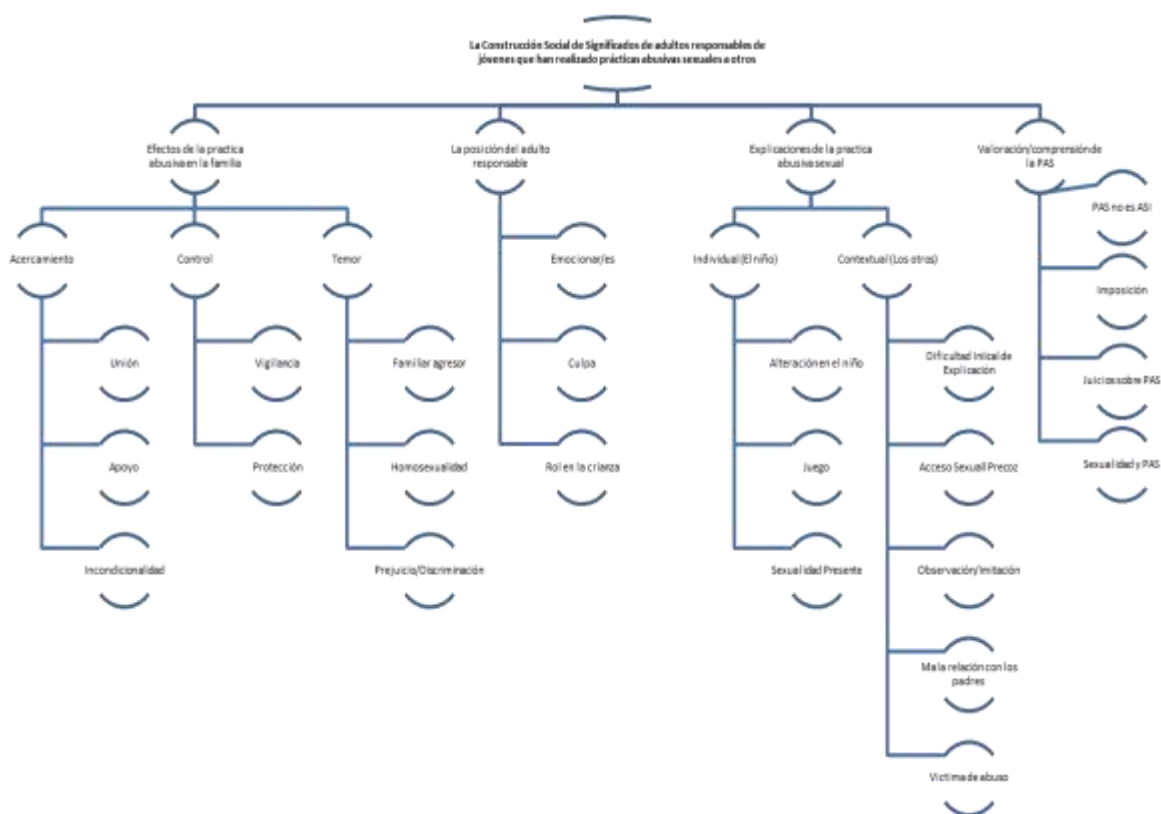 La Construcción Social de Significados de adultos responsables de
jóvenes que han realizado prácticas abusivas sexuales a otros
Efectos de la practica
abusiva en la familia
La posición del adulto
responsable
Explicaciones de la practica
abusiva sexual
Valoración/comprensión de
la PAS
PAS no es ASI
Acercamiento
Control
Temor
Emocionar/es
Individual (El niño)
Contextual (Los otros)
Imposición
Unión
Vigilancia
Familiar agresor
Culpa
Alteración en el niño
Dificultad Inical de
Explicación
Juicios sobre PAS
Apoyo
Protección
Homosexualidad
Rol en la crianza
Juego
Acceso Sexuall Precoz
Sexualidad y PAS
Incondicionalidad
Prejuicio/Discriminación
Sexualidad Presente
Observación/Imitación
Mala relación con los
padres
Victima de abuso